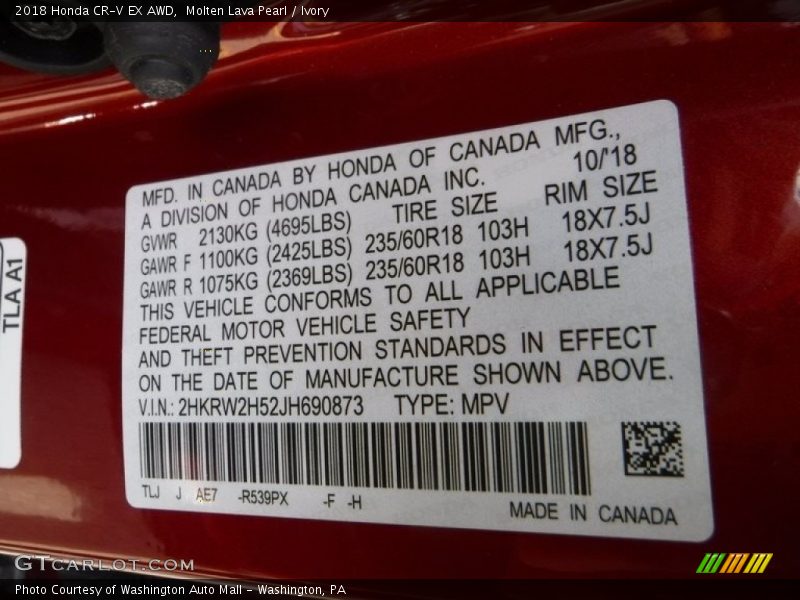 2018 Honda CR-V EX AWD, Molten Lava Pearl / Ivory
MFD. IN CANADA BY HONDA OF CANADA MFG.,
A DIVISION OF HONDA CANADA INC. 10/'18
GVWR 2130KG (4695LBS) TIRE SIZE RIM SIZE
GAWR F 1100KG (2425LBS) 235/60R18 103H 18X7.5J
GAWR R 1075KG (2369LBS) 235/60R18 103H 18X7.5J
THIS VEHICLE CONFORMS TO ALL APPLICABLE
FEDERAL MOTOR VEHICLE SAFETY
AND THEFT PREVENTION STANDARDS IN EFFECT
ON THE DATE OF MANUFACTURE SHOWN ABOVE.
V.I.N.: 2HKRW2H52JH690873 TYPE: MPV
TLJ J AE7 -R539PX -F -H
MADE IN CANADA
TLA A1
GTCARLOT.COM
Photo Courtesy of Washington Auto Mall - Washington, PA